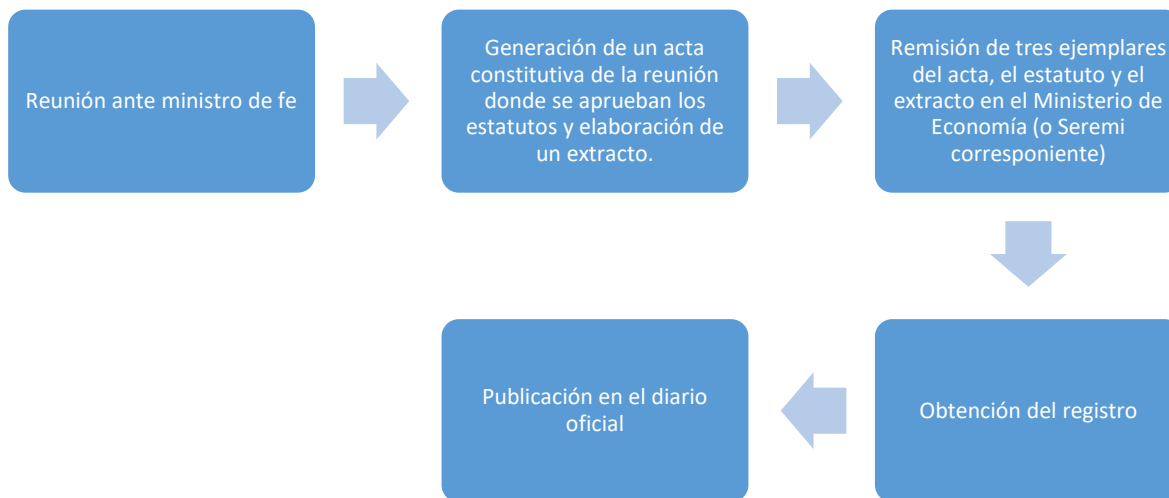 Reunión ante ministro de fe
Generación de un acta
constitutiva de la reunión
donde se aprueban los
estatutos y elaboración de
un extracto.
Remisión de tres ejemplares
del acta, el estatuto y el
extracto en el Ministerio de
Economía (o Seremi
corresponiente)
Obtención del registro
Publicación en el diario
oficial